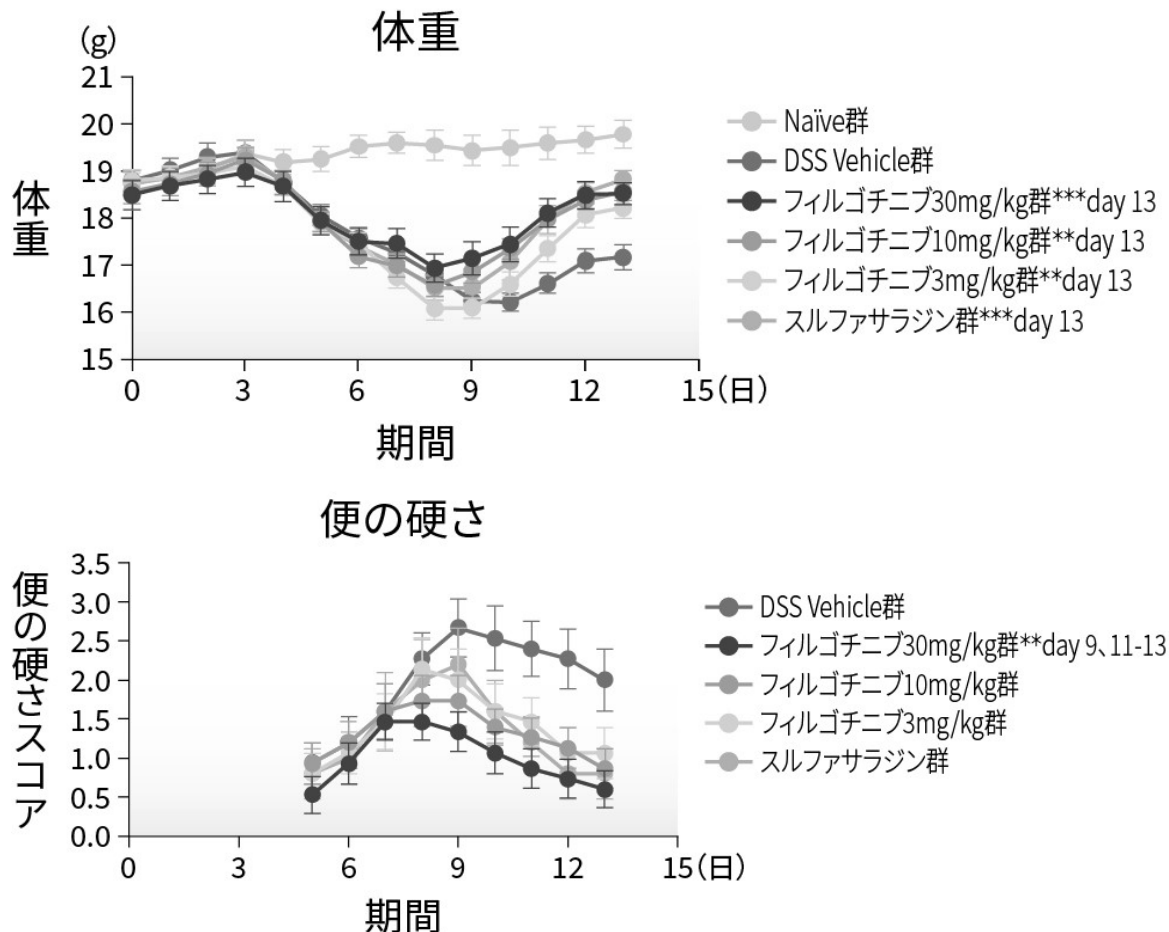 体重
(g)
体重
21
20
19
18
17
16
15
0 3 6 9 12 15(日)
期間
Naïve群
DSS Vehicle群
フィルゴチニブ30mg/kg群***day 13
フィルゴチニブ10mg/kg群**day 13
フィルゴチニブ3mg/kg群**day 13
スルファサラジン群***day 13
便の硬さ
便の硬さスコア
3.5
3.0
2.5
2.0
1.5
1.0
0.5
0.0
0 3 6 9 12 15(日)
期間
DSS Vehicle群
フィルゴチニブ30mg/kg群**day 9、11-13
フィルゴチニブ10mg/kg群
フィルゴチニブ3mg/kg群
スルファサラジン群